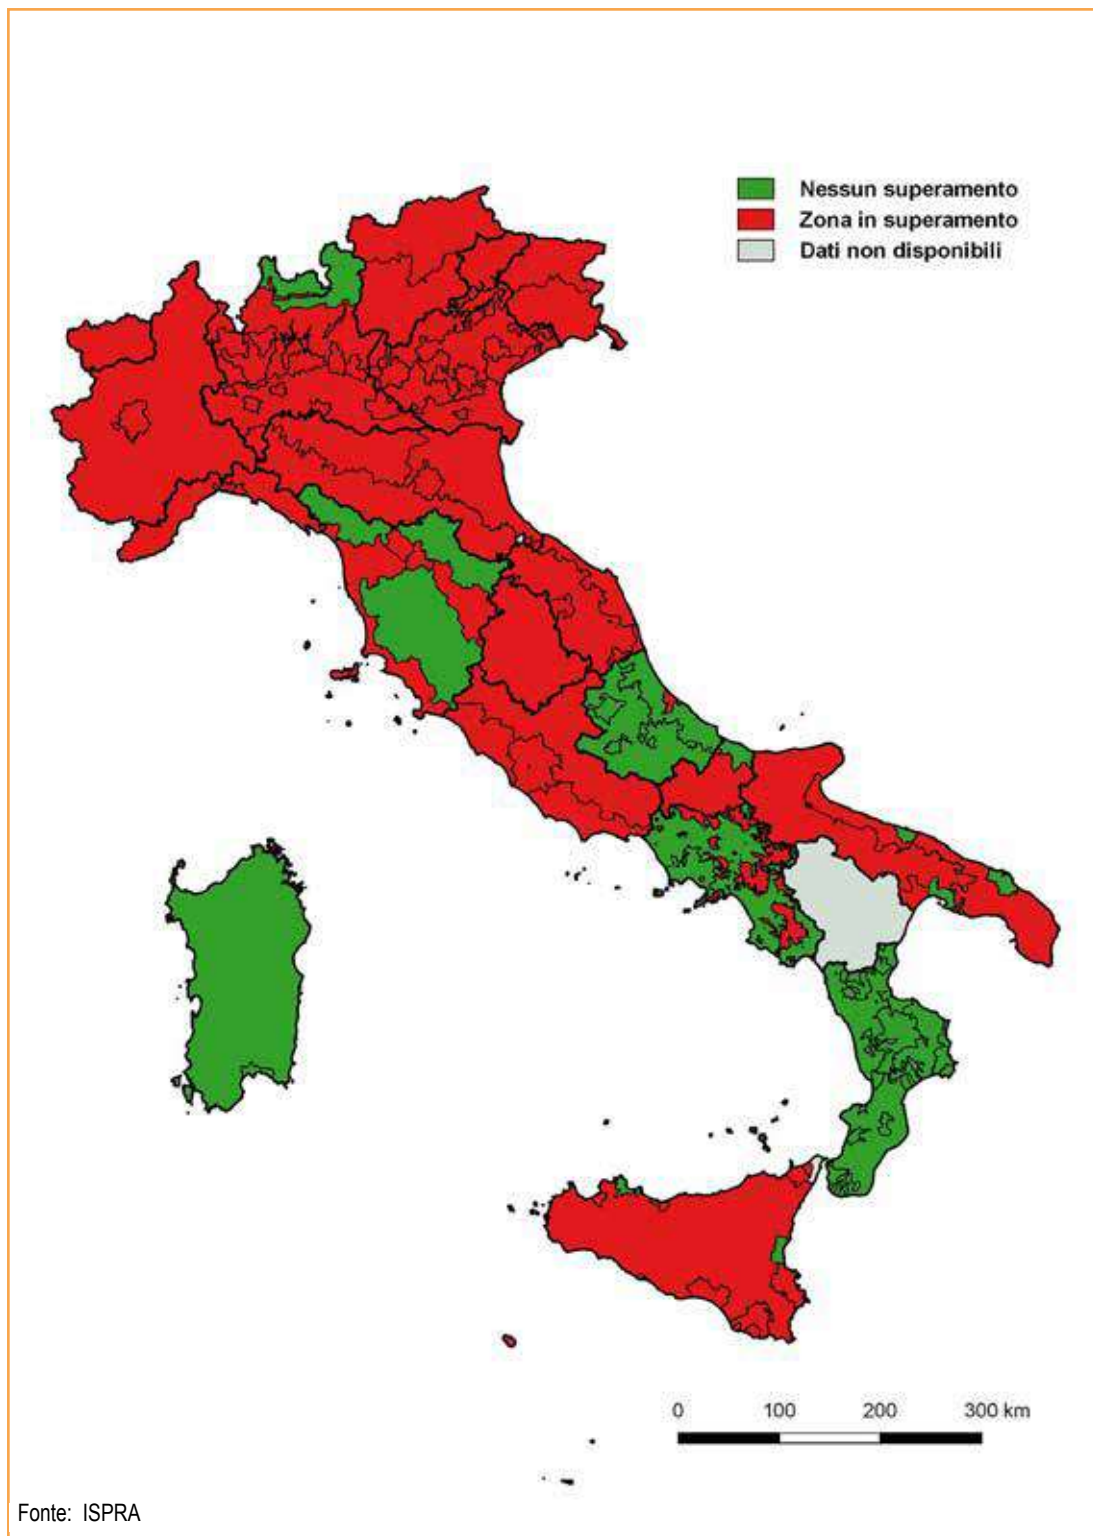 Nessun superamento
Zona in superamento
Dati non disponibili
0 100 200 300 km
Fonte: ISPRA